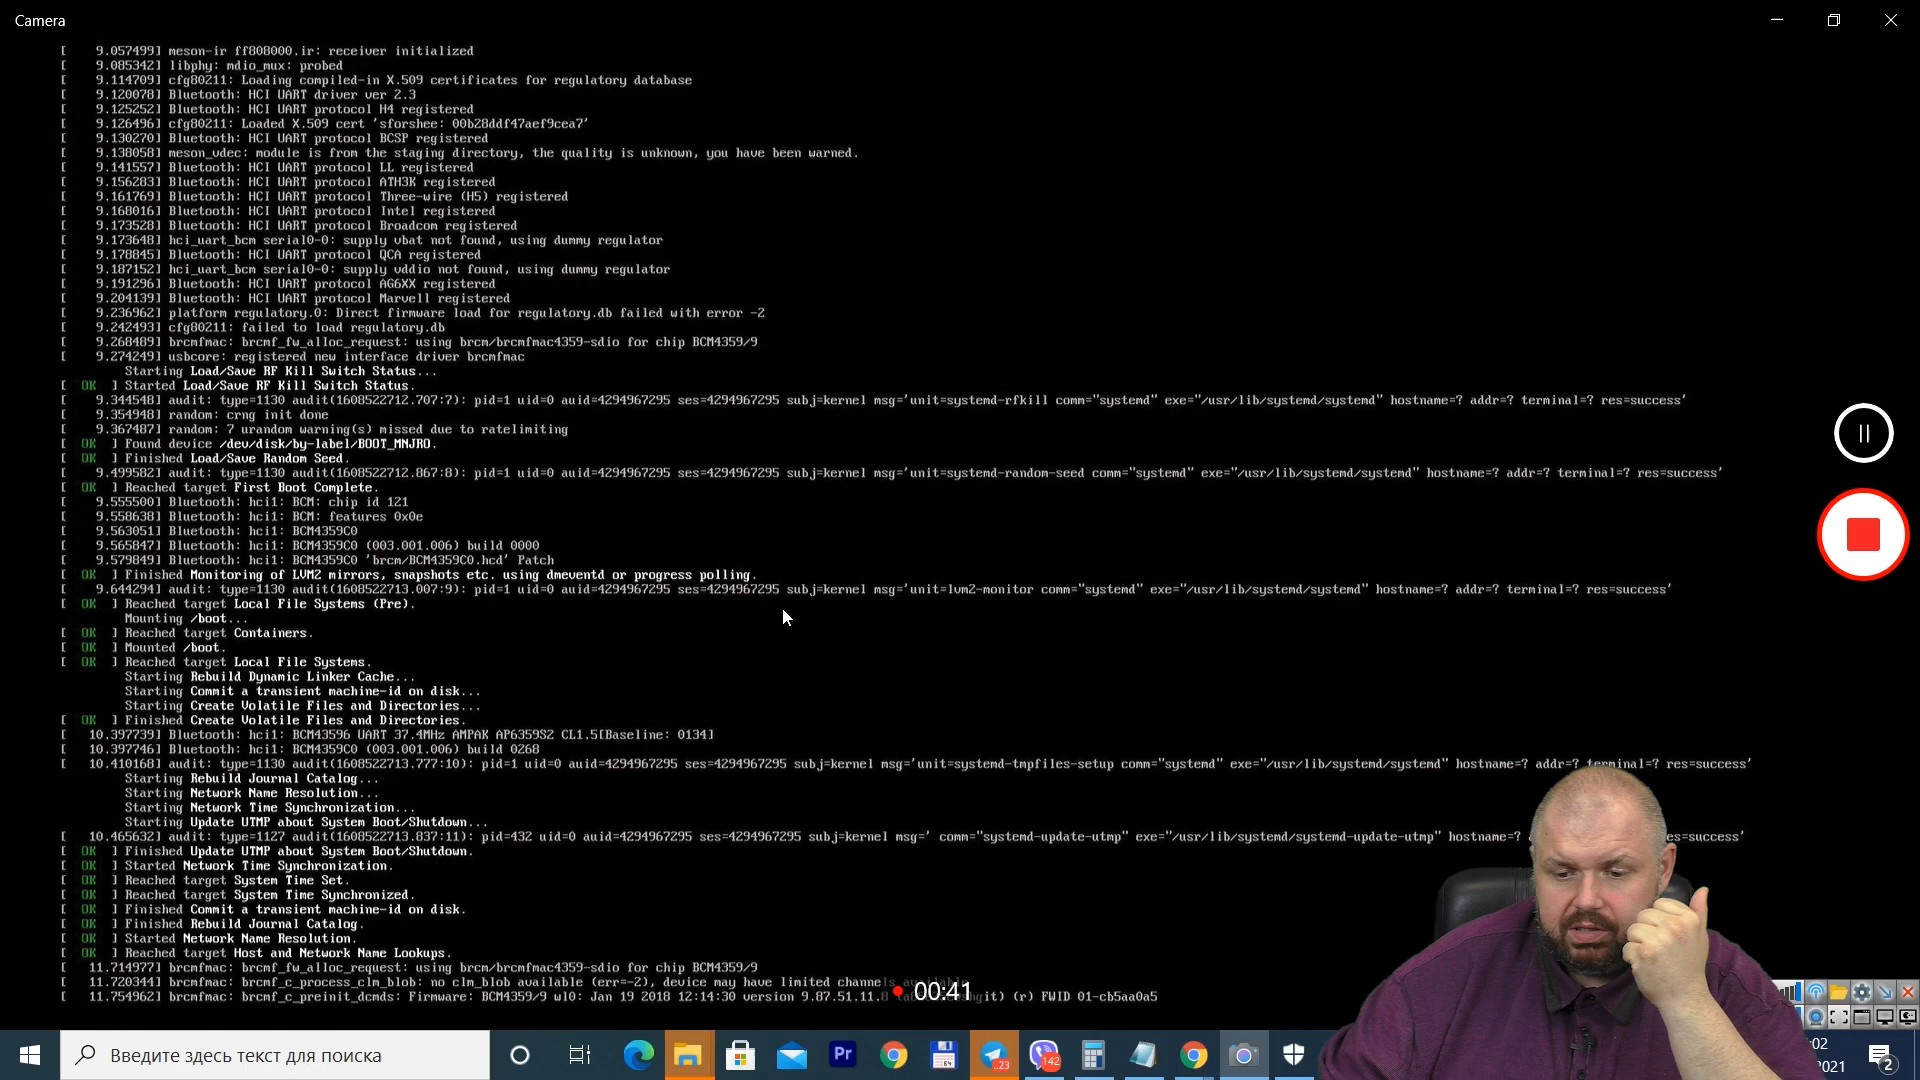 Camera
[    9.057499] meson-ir ff808000.ir: receiver initialized
[    9.085342] libphy: mdio_mux: probed
[    9.114709] cfg80211: Loading compiled-in X.509 certificates for regulatory database
[    9.120078] Bluetooth: HCI UART driver ver 2.3
[    9.125252] Bluetooth: HCI UART protocol H4 registered
[    9.126496] cfg80211: Loaded X.509 cert 'sforshee: 00b28ddf47aef9cea7'
[    9.130270] Bluetooth: HCI UART protocol BCSP registered
[    9.138058] meson_vdec: module is from the staging directory, the quality is unknown, you have been warned.
[    9.141557] Bluetooth: HCI UART protocol LL registered
[    9.156283] Bluetooth: HCI UART protocol ATH3K registered
[    9.161769] Bluetooth: HCI UART protocol Three-wire (H5) registered
[    9.168016] Bluetooth: HCI UART protocol Intel registered
[    9.173528] Bluetooth: HCI UART protocol Broadcom registered
[    9.173648] hci_uart_bcm serial0-0: supply vbat not found, using dummy regulator
[    9.178845] Bluetooth: HCI UART protocol QCA registered
[    9.187152] hci_uart_bcm serial0-0: supply vddio not found, using dummy regulator
[    9.191296] Bluetooth: HCI UART protocol AG6XX registered
[    9.204139] Bluetooth: HCI UART protocol Marvell registered
[    9.236962] platform regulatory.0: Direct firmware load for regulatory.db failed with error -2
[    9.242493] cfg80211: failed to load regulatory.db
[    9.268489] brcmfmac: brcmf_fw_alloc_request: using brcm/brcmfmac4359-sdio for chip BCM4359/9
[    9.274249] usbcore: registered new interface driver brcmfmac
Starting Load/Save RF Kill Switch Status...
[  OK  ] Started Load/Save RF Kill Switch Status.
[    9.344548] audit: type=1130 audit(1608522712.707:7): pid=1 uid=0 auid=4294967295 ses=4294967295 subj=kernel msg='unit=systemd-rfkill comm="systemd" exe="/usr/lib/systemd/systemd" hostname=? addr=? terminal=? res=success'
[    9.354948] random: crng init done
[    9.367487] random: 7 urandom warning(s) missed due to ratelimiting
[  OK  ] Found device /dev/disk/by-label/BOOT_MNJRO.
[  OK  ] Finished Load/Save Random Seed.
[    9.499582] audit: type=1130 audit(1608522712.867:8): pid=1 uid=0 auid=4294967295 ses=4294967295 subj=kernel msg='unit=systemd-random-seed comm="systemd" exe="/usr/lib/systemd/systemd" hostname=? addr=? terminal=? res=success'
[  OK  ] Reached target First Boot Complete.
[    9.555500] Bluetooth: hci1: BCM: chip id 121
[    9.558638] Bluetooth: hci1: BCM: features 0x0e
[    9.563051] Bluetooth: hci1: BCM4359C0
[    9.565847] Bluetooth: hci1: BCM4359C0 (003.001.006) build 0000
[    9.579849] Bluetooth: hci1: BCM4359C0 'brcm/BCM4359C0.hcd' Patch
[  OK  ] Finished Monitoring of LVM2 mirrors, snapshots etc. using dmeventd or progress polling.
[    9.644294] audit: type=1130 audit(1608522713.007:9): pid=1 uid=0 auid=4294967295 ses=4294967295 subj=kernel msg='unit=lvm2-monitor comm="systemd" exe="/usr/lib/systemd/systemd" hostname=? addr=? terminal=? res=success'
[  OK  ] Reached target Local File Systems (Pre).
Mounting /boot...
[  OK  ] Reached target Containers.
[  OK  ] Mounted /boot.
[  OK  ] Reached target Local File Systems.
Starting Rebuild Dynamic Linker Cache...
Starting Commit a transient machine-id on disk...
Starting Create Volatile Files and Directories...
[  OK  ] Finished Create Volatile Files and Directories.
[   10.397739] Bluetooth: hci1: BCM43596 UART 37.4MHz AMPAK AP6359S2 CL1.5[Baseline: 0134]
[   10.397746] Bluetooth: hci1: BCM4359C0 (003.001.006) build 0268
[   10.410168] audit: type=1130 audit(1608522713.777:10): pid=1 uid=0 auid=4294967295 ses=4294967295 subj=kernel msg='unit=systemd-tmpfiles-setup comm="systemd" exe="/usr/lib/systemd/systemd" hostname=? addr=? terminal=? res=success'
Starting Rebuild Journal Catalog...
Starting Network Name Resolution...
Starting Network Time Synchronization...
Starting Update UTMP about System Boot/Shutdown...
[   10.465632] audit: type=1127 audit(1608522713.837:11): pid=432 uid=0 auid=4294967295 ses=4294967295 subj=kernel msg=' comm="systemd-update-utmp" exe="/usr/lib/systemd/systemd-update-utmp" hostname=? es=success'
[  OK  ] Finished Update UTMP about System Boot/Shutdown.
[  OK  ] Started Network Time Synchronization.
[  OK  ] Reached target System Time Set.
[  OK  ] Reached target System Time Synchronized.
[  OK  ] Finished Commit a transient machine-id on disk.
[  OK  ] Finished Rebuild Journal Catalog.
[  OK  ] Started Network Name Resolution.
[  OK  ] Reached target Host and Network Name Lookups.
[   11.714977] brcmfmac: brcmf_fw_alloc_request: using brcm/brcmfmac4359-sdio for chip BCM4359/9
[   11.720344] brcmfmac: brcmf_c_process_clm_blob: no clm_blob available (err=-2), device may have limited channels available
[   11.754962] brcmfmac: brcmf_c_preinit_dcmds: Firmware: BCM4359/9 wl0: Jan 19 2018 12:14:30 version 9.87.51.11.8 (r) FWID 01-cb5aa0a5
00:41
Введите здесь текст для поиска
Pr
64
..23
142
:02
2021
2